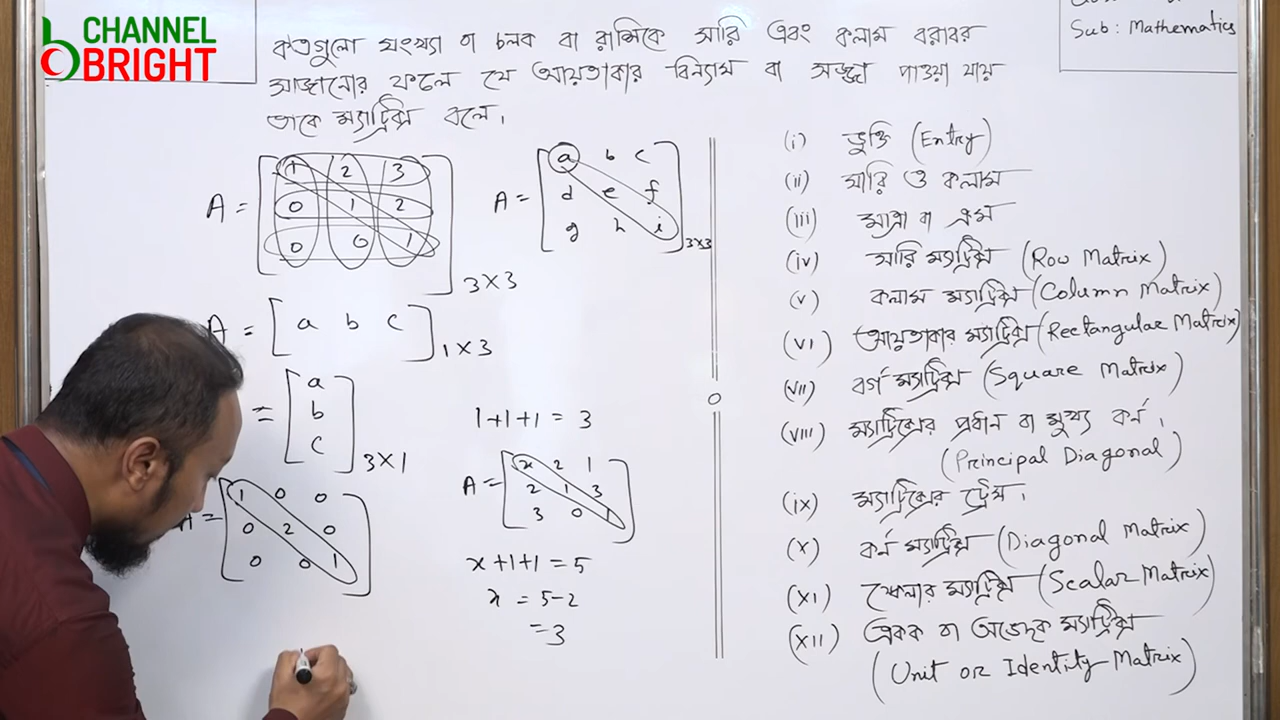 CHANNEL
BRIGHT
Sub : Mathematics
কতগুলো সংখ্যা বা চলক বা রাশিকে সারি এবং কলাম বরাবর
সাজানোর ফলে যে আয়তাকার বিন্যাস বা সজ্জা পাওয়া যায়
তাকে ম্যাট্রিক্স বলে।
A = [
1 2 3
0 1 2
0 0 1
] 3×3
A = [
a b c
d e f
g h i
] 3×3
A = [ a b c ] 1×3
= [
a
b
c
] 3×1
A = [
1 0 0
0 2 0
0 0 1
]
1+1+1 = 3
A = [
x 2 1
2 1 3
3 0 1
]
x+1+1 = 5
x = 5-2
=3
(i) ভুক্তি (Entry)
(ii) সারি ও কলাম
(iii) মাত্রা বা ক্রম
(iv) সারি ম্যাট্রিক্স (Row Matrix)
(v) কলাম ম্যাট্রিক্স (Column Matrix)
(vi) আয়তাকার ম্যাট্রিক্স (Rectangular Matrix)
(vii) বর্গ ম্যাট্রিক্স (Square Matrix)
(viii) ম্যাট্রিক্সের প্রধান বা মুখ্য কর্ন।
(Principal Diagonal)
(ix) ম্যাট্রিক্সের ট্রেস।
(x) কর্ন ম্যাট্রিক্স (Diagonal Matrix)
(xi) স্কেলার ম্যাট্রিক্স (Scalar Matrix)
(xii) একক বা অভেদক ম্যাট্রিক্স
(Unit or Identity Matrix)